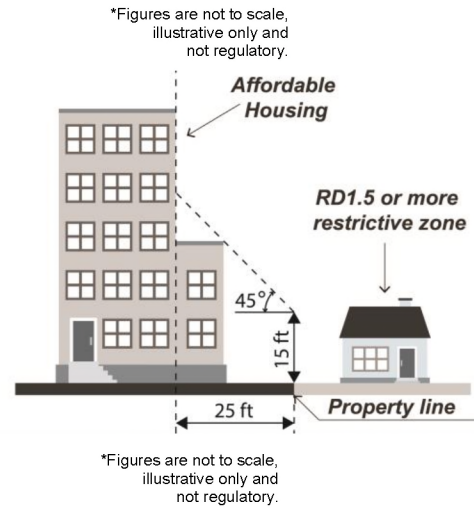 *Figures are not to scale,
illustrative only and
not regulatory.
Affordable
Housing
RD1.5 or more
restrictive zone
45°
15 ft
25 ft
Property line
*Figures are not to scale,
illustrative only and
not regulatory.